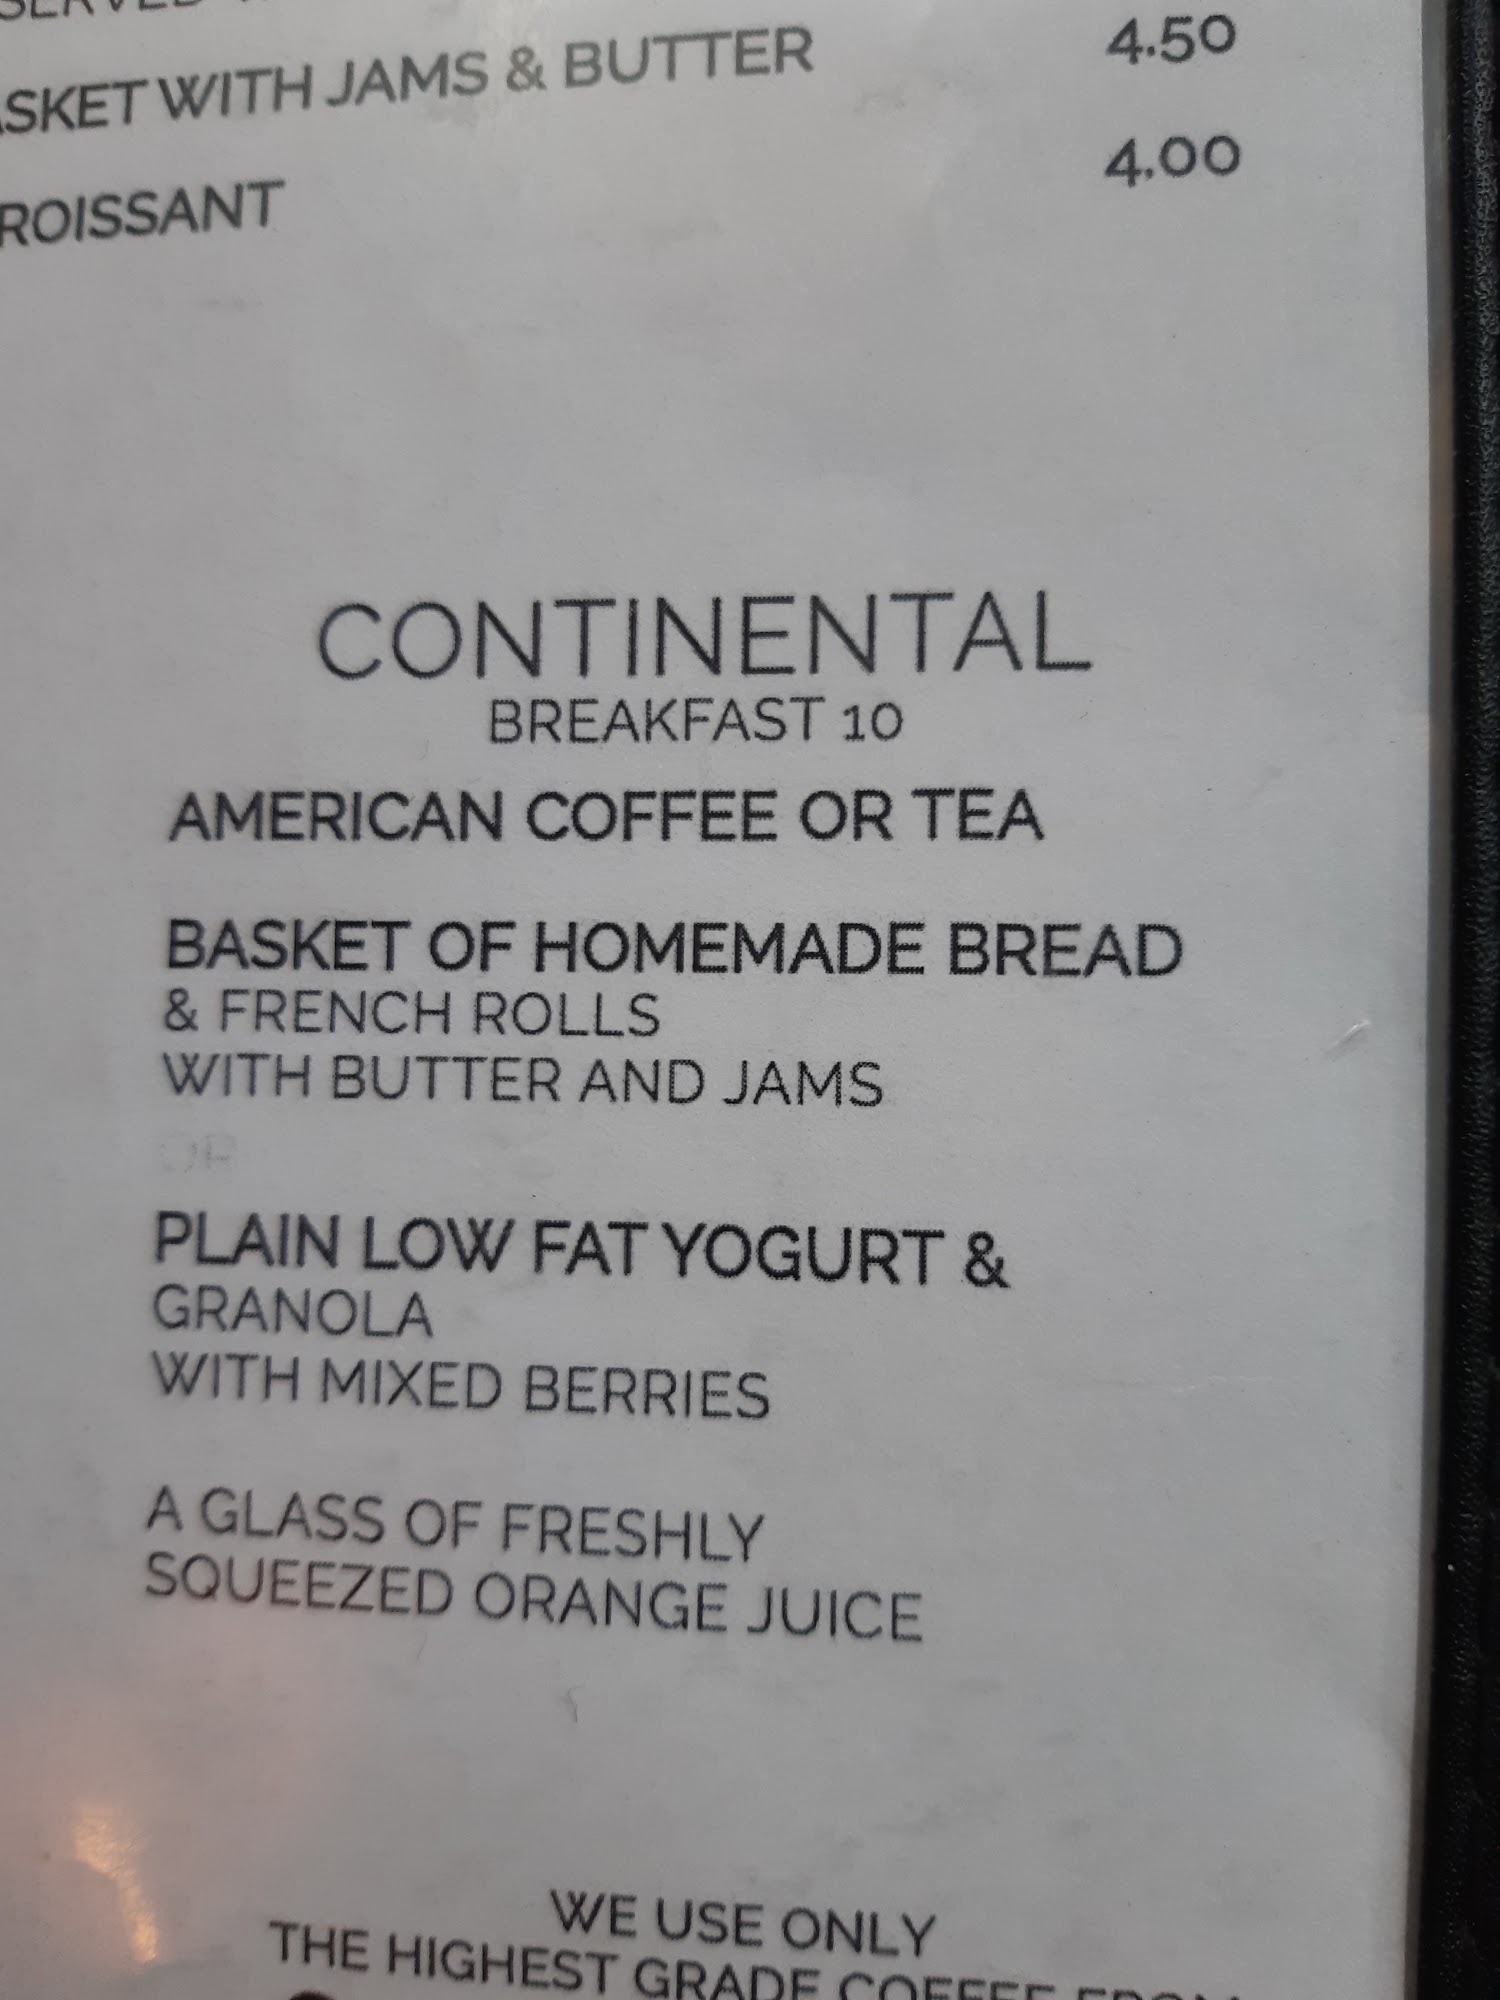 ASKET WITH JAMS & BUTTER 4.50
ROISSANT 4.00
CONTINENTAL
BREAKFAST 10
AMERICAN COFFEE OR TEA
BASKET OF HOMEMADE BREAD
& FRENCH ROLLS
WITH BUTTER AND JAMS
PLAIN LOW FAT YOGURT &
GRANOLA
WITH MIXED BERRIES
A GLASS OF FRESHLY
SQUEEZED ORANGE JUICE
WE USE ONLY
THE HIGHEST GRADE COFFEE FROM